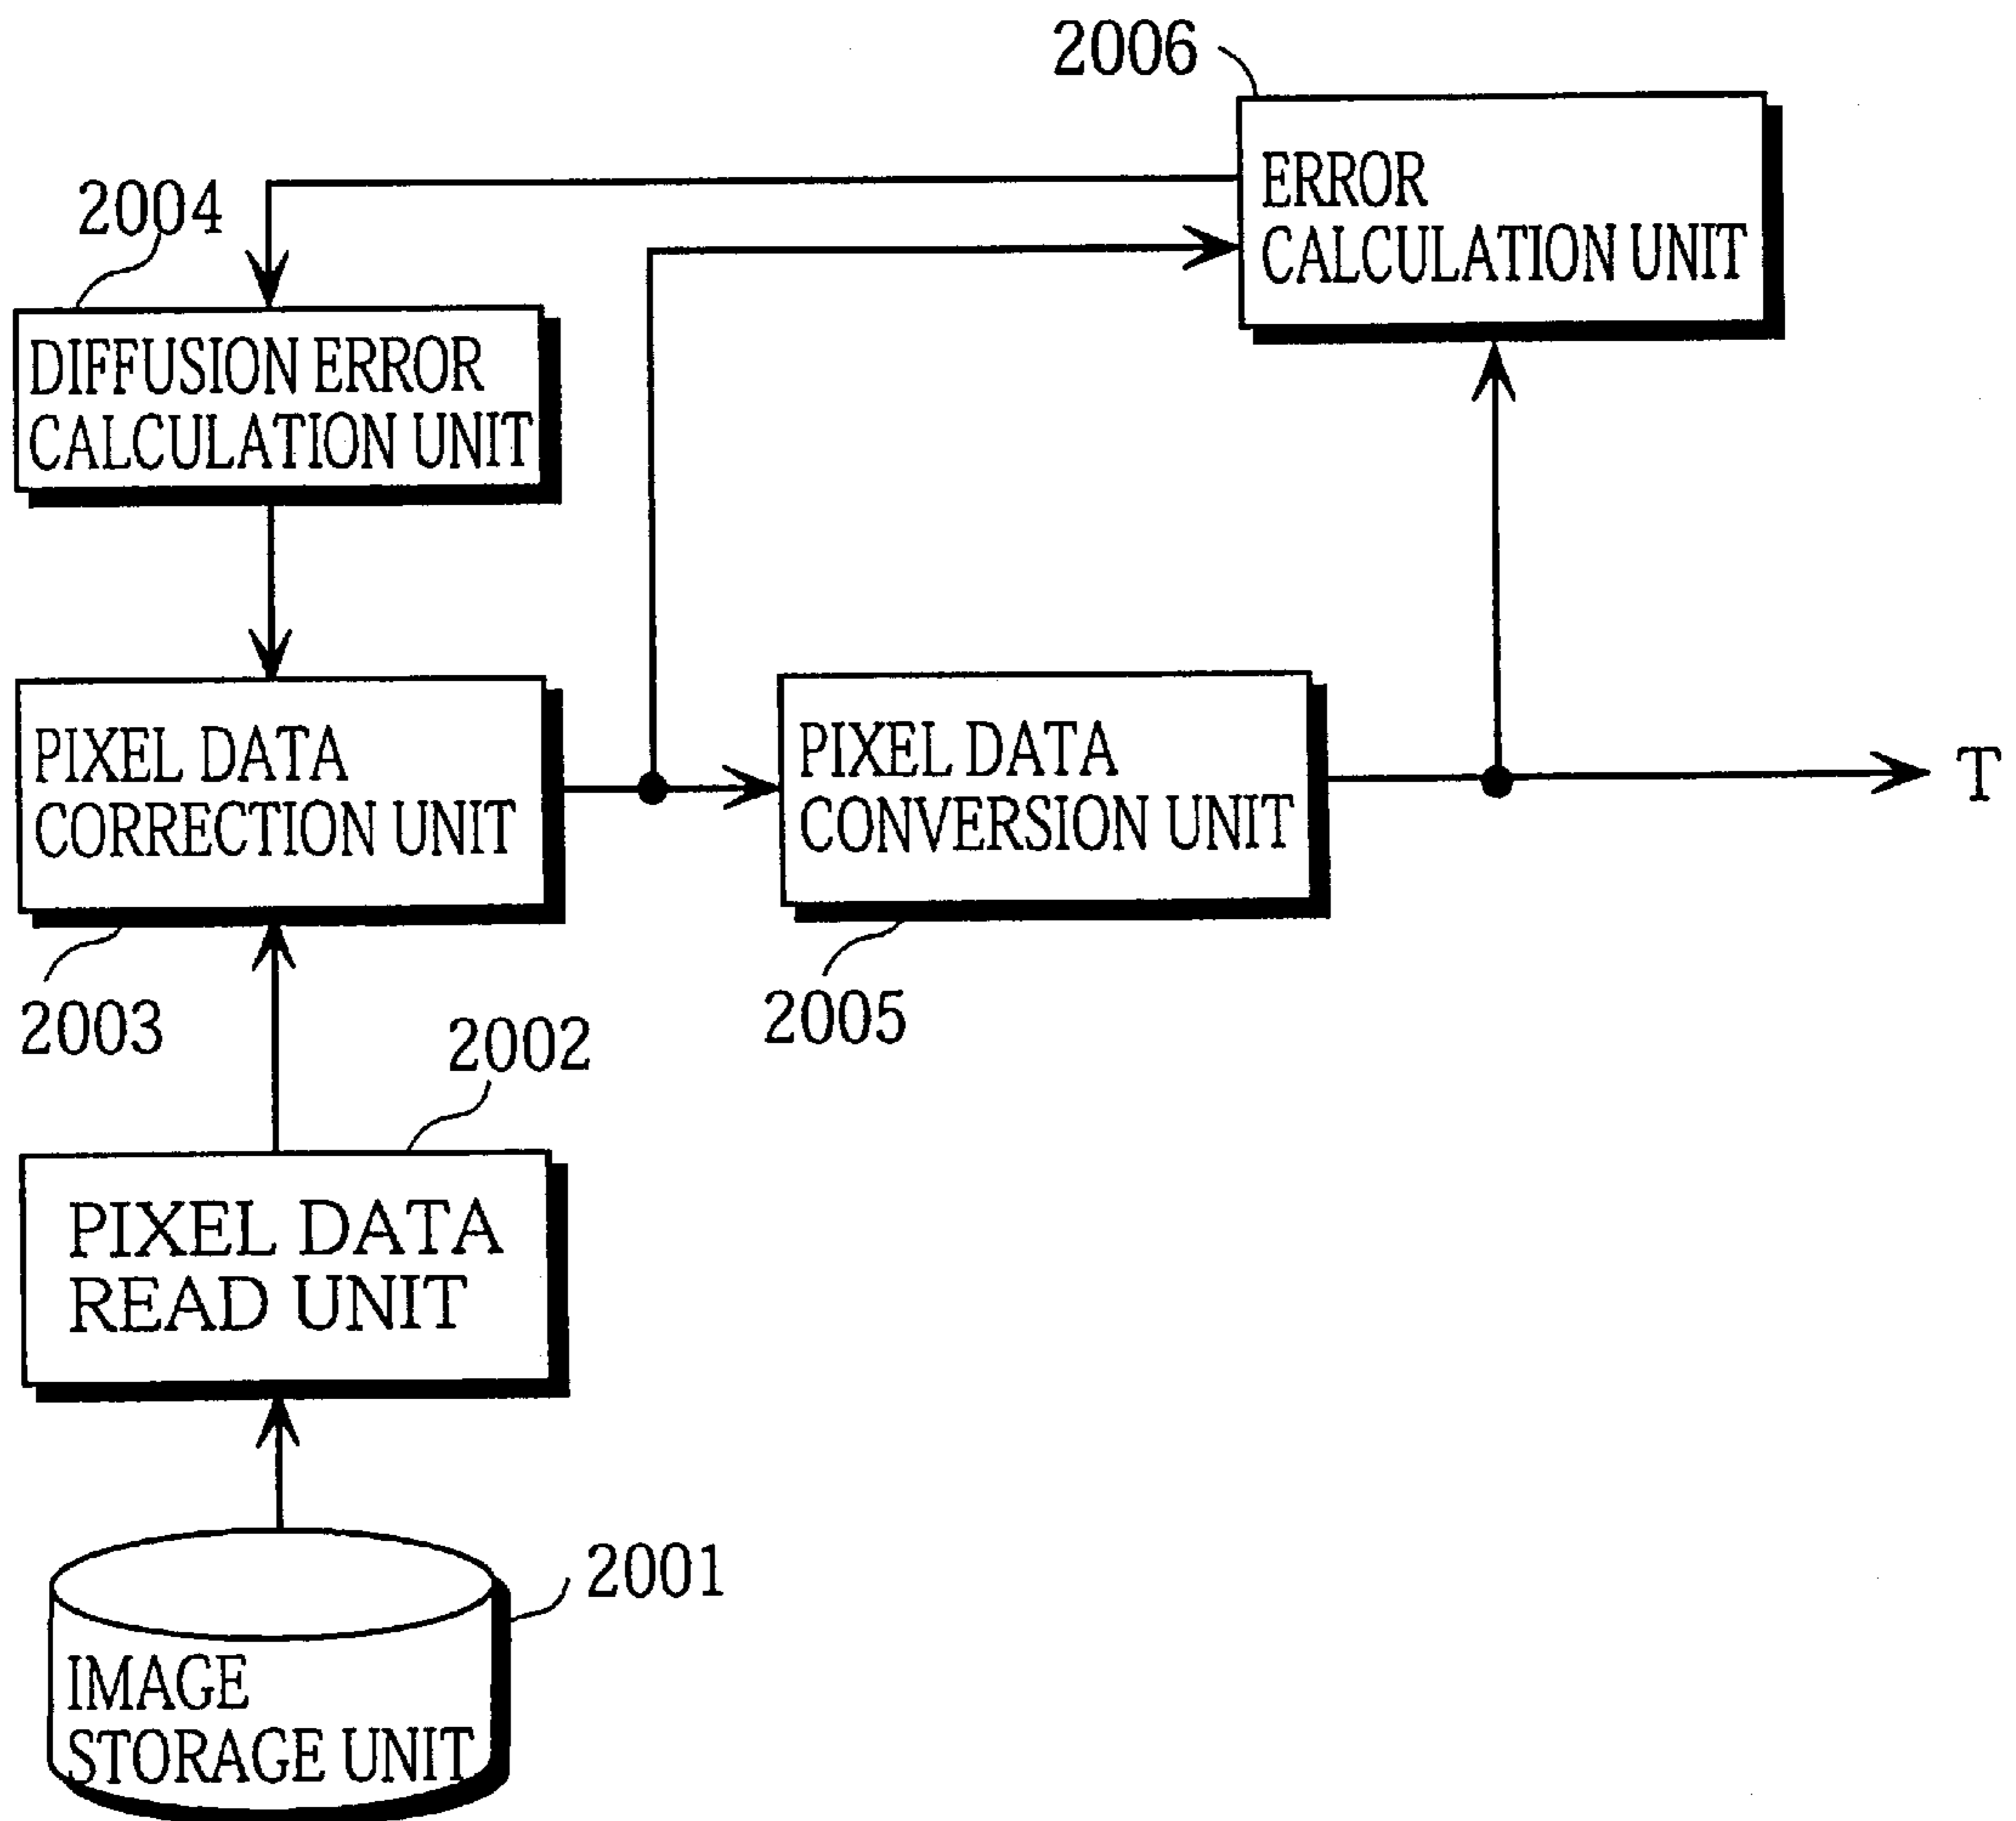 2006
ERROR
CALCULATION UNIT
2004
DIFFUSION ERROR
CALCULATION UNIT
PIXEL DATA
CORRECTION UNIT
PIXEL DATA
CONVERSION UNIT
T
2003
2005
2002
PIXEL DATA
READ UNIT
2001
IMAGE
STORAGE UNIT